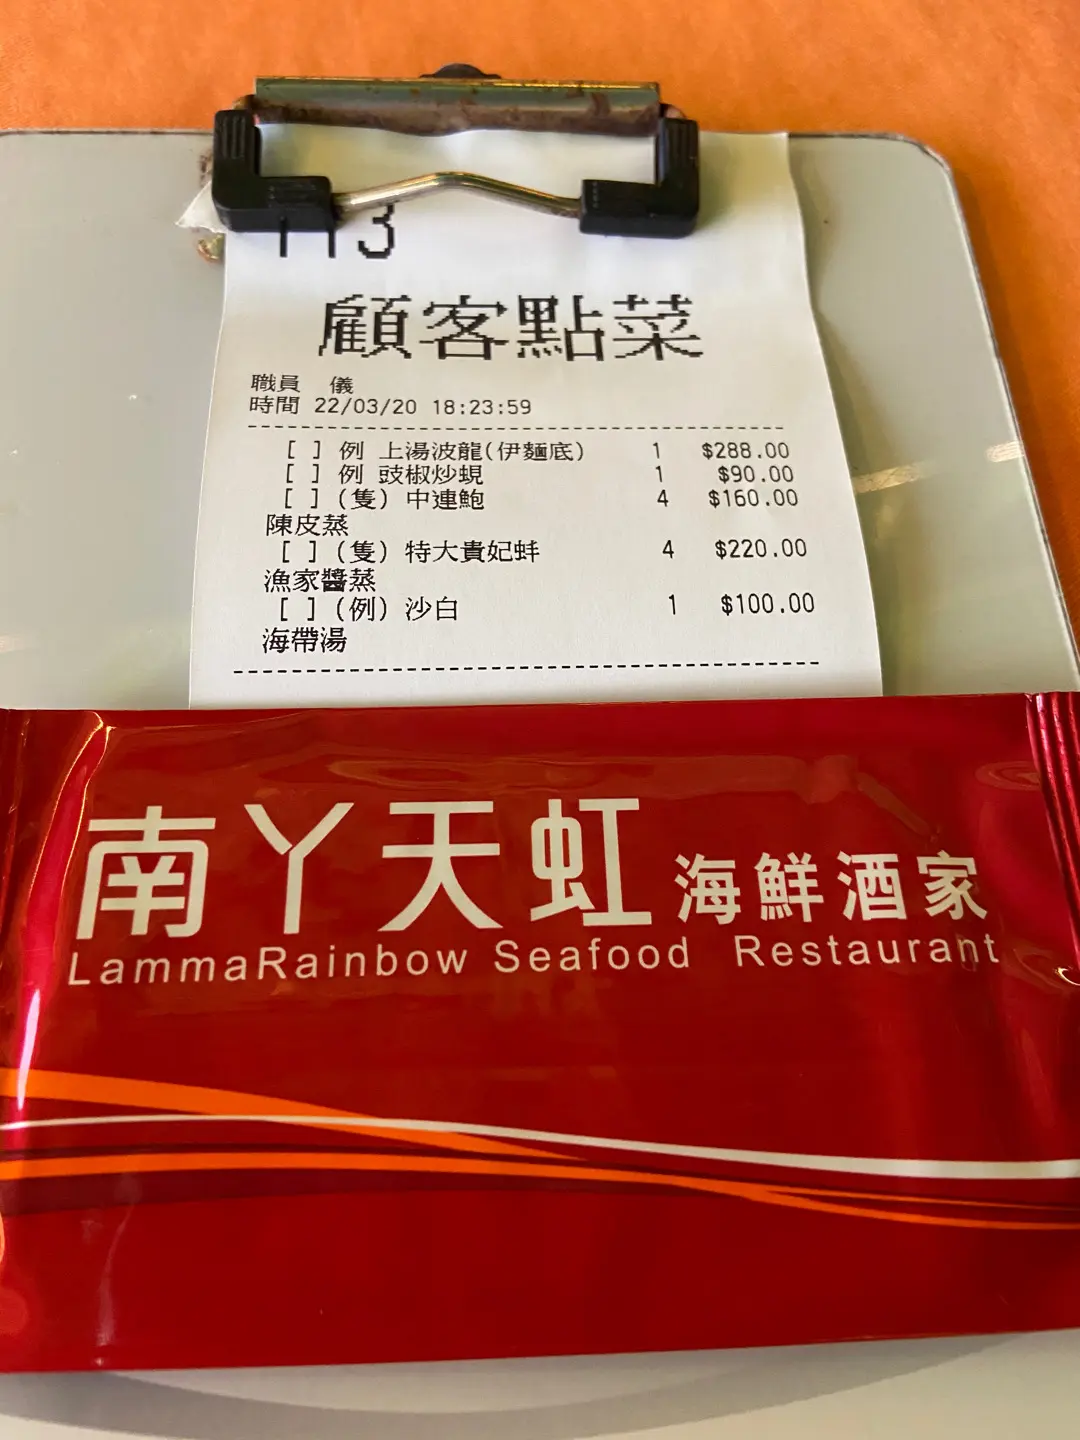 113
顧客點菜
職員 儀
時間 22/03/20 18:23:59
[ ] 例 上湯波龍(伊麵底) 1 $288.00
[ ] 例 豉椒炒蜆 1 $90.00
[ ] (隻) 中連鮑 4 $160.00
陳皮蒸
[ ] (隻) 特大貴妃蚌 4 $220.00
漁家醬蒸
[ ] (例) 沙白 1 $100.00
海帶湯
南丫天虹 海鮮酒家
LammaRainbow Seafood Restaurant